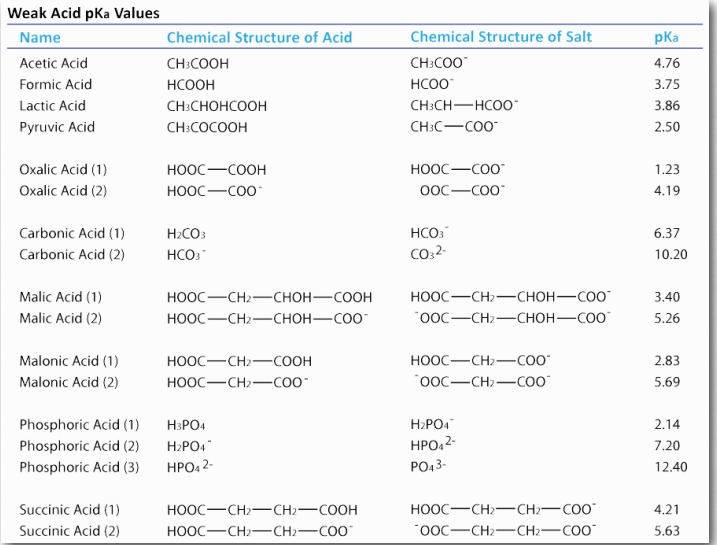 Weak Acid pKa Values
Name Chemical Structure of Acid Chemical Structure of Salt pKa
Acetic Acid CH₃COOH CH₃COO⁻ 4.76
Formic Acid HCOOH HCOO⁻ 3.75
Lactic Acid CH₃CHOHCOOH CH₃CH—HCOO⁻ 3.86
Pyruvic Acid CH₃COCOOH CH₃C—COO⁻ 2.50
Oxalic Acid (1) HOOC—COOH HOOC—COO⁻ 1.23
Oxalic Acid (2) HOOC—COO⁻ OOC—COO⁻ 4.19
Carbonic Acid (1) H₂CO₃ HCO₃⁻ 6.37
Carbonic Acid (2) HCO₃⁻ CO₃²⁻ 10.20
Malic Acid (1) HOOC—CH₂—CHOH—COOH HOOC—CH₂—CHOH—COO⁻ 3.40
Malic Acid (2) HOOC—CH₂—CHOH—COO⁻ ⁻OOC—CH₂—CHOH—COO⁻ 5.26
Malonic Acid (1) HOOC—CH₂—COOH HOOC—CH₂—COO⁻ 2.83
Malonic Acid (2) HOOC—CH₂—COO⁻ ⁻OOC—CH₂—COO⁻ 5.69
Phosphoric Acid (1) H₃PO₄ H₂PO₄⁻ 2.14
Phosphoric Acid (2) H₂PO₄⁻ HPO₄²⁻ 7.20
Phosphoric Acid (3) HPO₄²⁻ PO₄³⁻ 12.40
Succinic Acid (1) HOOC—CH₂—CH₂—COOH HOOC—CH₂—CH₂—COO⁻ 4.21
Succinic Acid (2) HOOC—CH₂—CH₂—COO⁻ ⁻OOC—CH₂—CH₂—COO⁻ 5.63